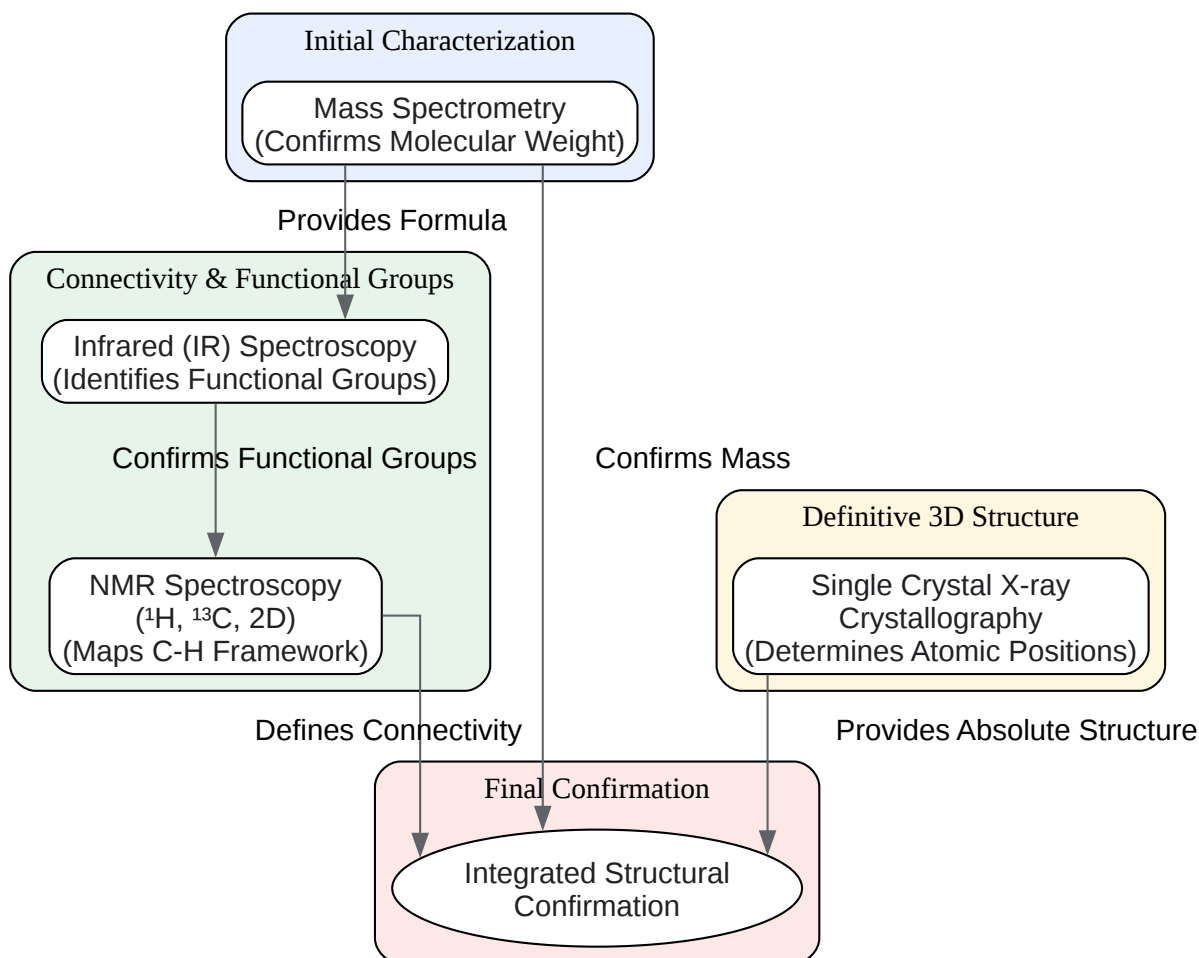 Initial Characterization
Mass Spectrometry
(Confirms Molecular Weight)
Provides Formula
Connectivity & Functional Groups
Infrared (IR) Spectroscopy
(Identifies Functional Groups)
Confirms Functional Groups
Confirms Mass
Definitive 3D Structure
NMR Spectroscopy
(¹H, ¹³C, 2D)
(Maps C-H Framework)
Single Crystal X-ray
Crystallography
(Determines Atomic Positions)
Defines Connectivity
Provides Absolute Structure
Final Confirmation
Integrated Structural
Confirmation